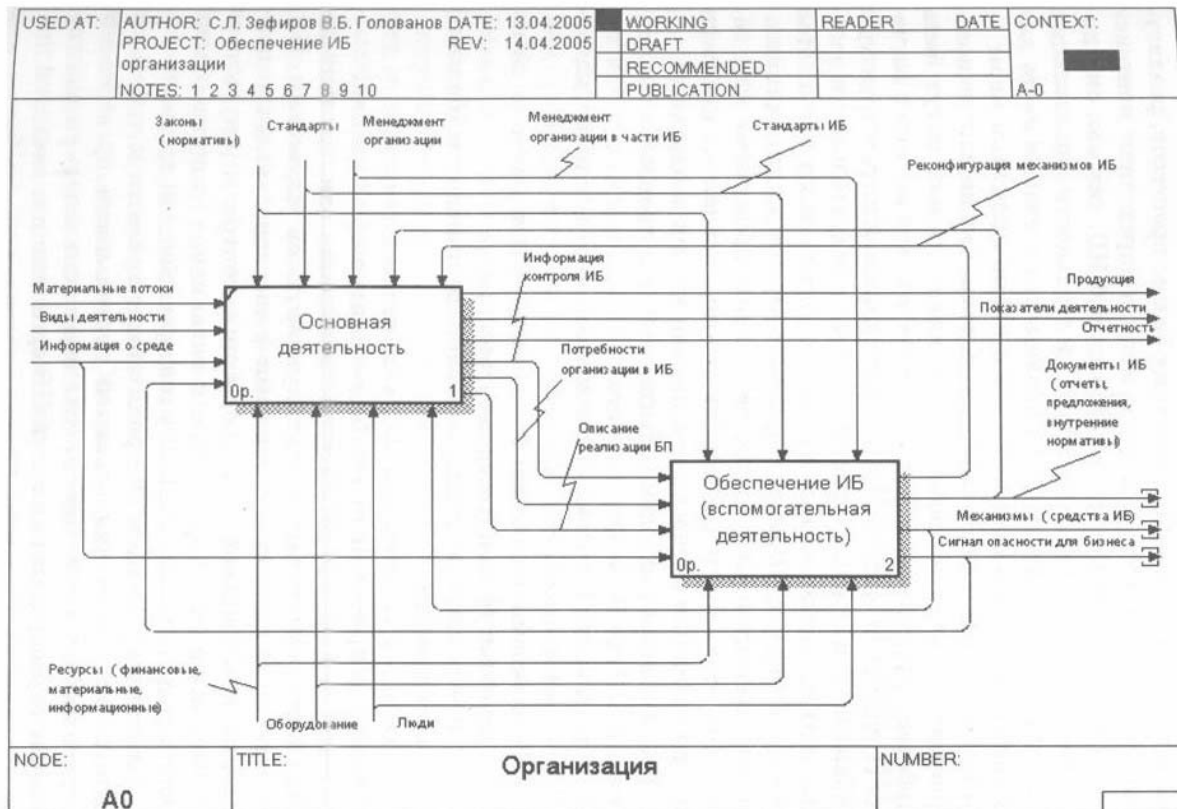 USED AT:
AUTHOR: С.Л. Зефиров В.Б. Голованов
DATE: 13.04.2005
PROJECT: Обеспечение ИБ
REV: 14.04.2005
организации
NOTES: 1 2 3 4 5 6 7 8 9 10
WORKING
DRAFT
RECOMMENDED
PUBLICATION
READER
DATE
CONTEXT:
A-0
Законы
(нормативы)
Стандарты
Менеджмент
организации
Менеджмент
организации в части ИБ
Стандарты ИБ
Реконфигурация механизмов ИБ
Информация
контроля ИБ
Материальные потоки
Виды деятельности
Информация о среде
Основная
деятельность
0р.
1
Продукция
Показатели деятельности
Отчетность
Потребности
организации в ИБ
Документы ИБ
(отчеты,
предложения,
внутренние
нормативы)
Описание
реализации БП
Обеспечение ИБ
(вспомогательная
деятельность)
0р.
2
Механизмы (средства ИБ)
Сигнал опасности для бизнеса
Ресурсы (финансовые,
материальные,
информационные)
Оборудование
Люди
NODE:
A0
TITLE:
Организация
NUMBER: